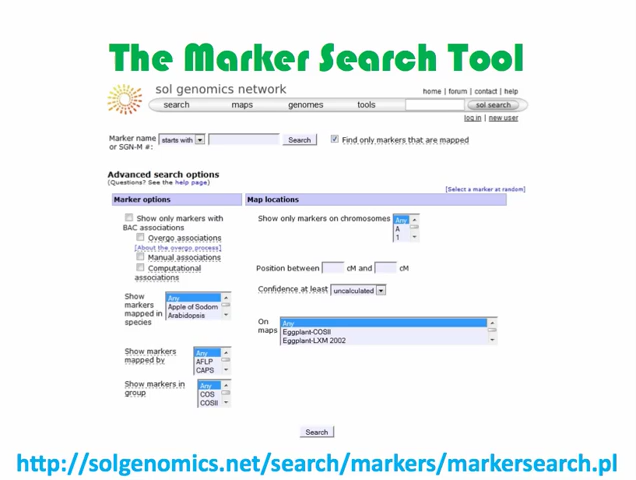 The Marker Search Tool
sol genomics network
home | forum | contact | help
search maps genomes tools sol search
log in | new user
Marker name
or SGN-M #:
starts with Search Find only markers that are mapped
Advanced search options
(Questions? See the help page)
[Select a marker at random]
Marker options Map locations
Show only markers with
BAC associations
Overgo associations
[About the overgo process]
Manual associations
Computational
associations
Show only markers on chromosomes Any
A
1
Position between cM and cM
Confidence at least uncalculated
Show
markers
mapped in
species
Any
Apple of Sodom
Arabidopsis
On
maps
Any
Eggplant-COSII
Eggplant-LXM 2002
Show markers
mapped by
Any
AFLP
CAPS
Show markers in
group
Any
COS
COSII
Search
http://solgenomics.net/search/markers/markersearch.pl